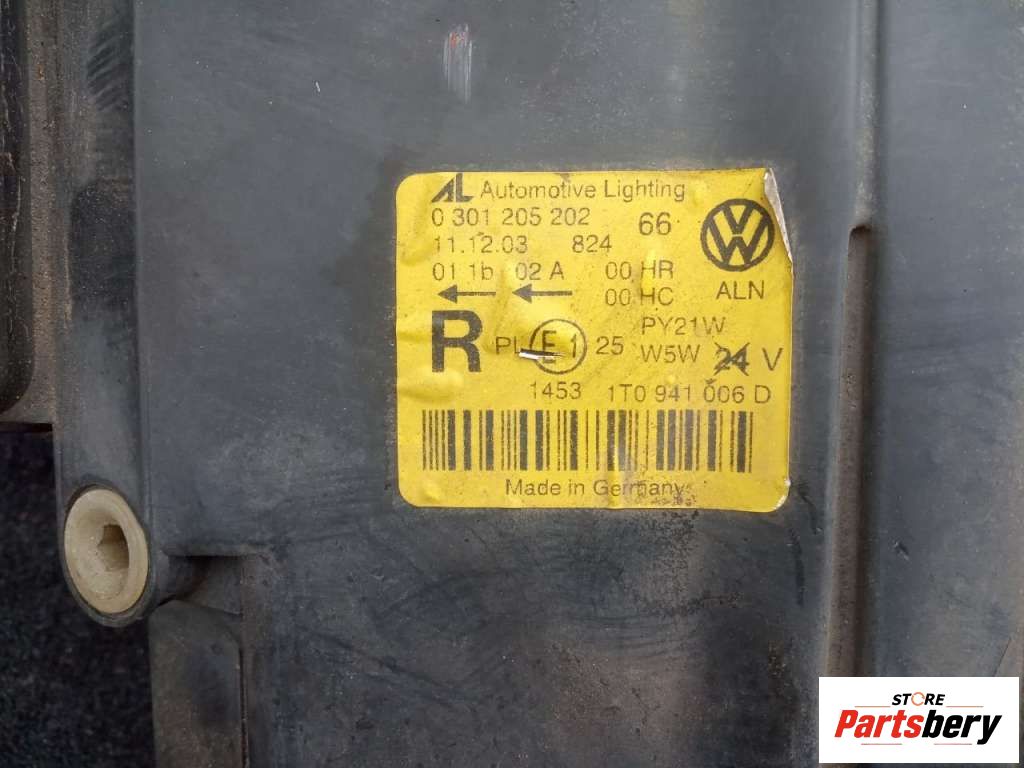 AL Automotive Lighting
0 301 205 202 66
11.12.03 824
01 1b 02 A 00 HR
00 HC ALN
R PL E 1 25 PY21W
W5W 24 V
1453 1T0 941 006 D
Made in Germany
STORE
Partsbery